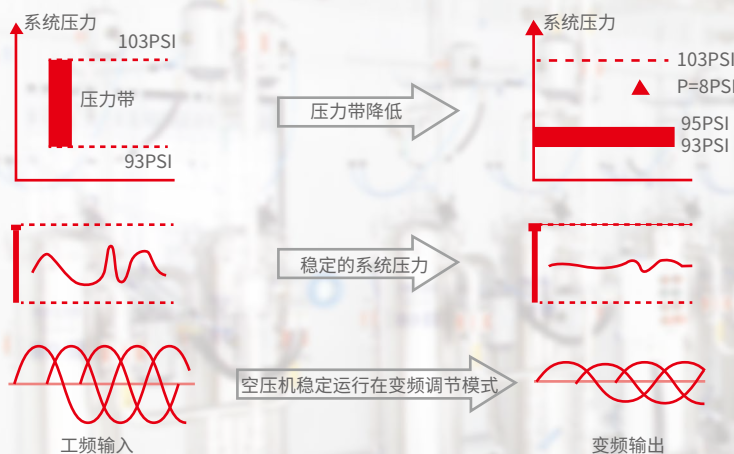 系统压力
103PSI
压力带
93PSI
压力带降低
系统压力
103PSI
P=8PSI
95PSI
93PSI
稳定的系统压力
空压机稳定运行在变频调节模式
工频输入
变频输出